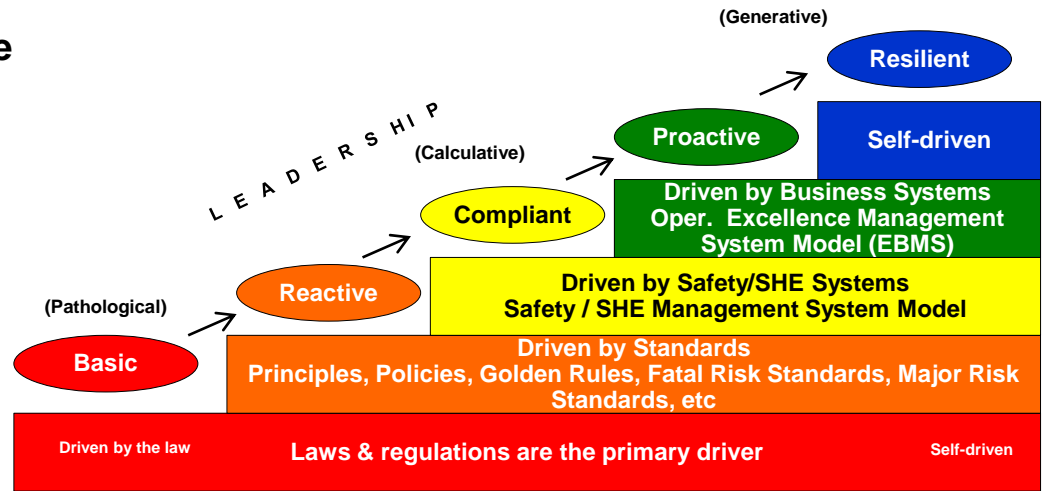 e
(Generative)
Resilient
L E A D E R S H I P
Proactive
Self-driven
(Calculative)
Compliant
Driven by Business Systems
Oper. Excellence Management
System Model (EBMS)
(Pathological)
Reactive
Driven by Safety/SHE Systems
Safety / SHE Management System Model
Basic
Driven by Standards
Principles, Policies, Golden Rules, Fatal Risk Standards, Major Risk
Standards, etc
Driven by the law
Laws & regulations are the primary driver
Self-driven